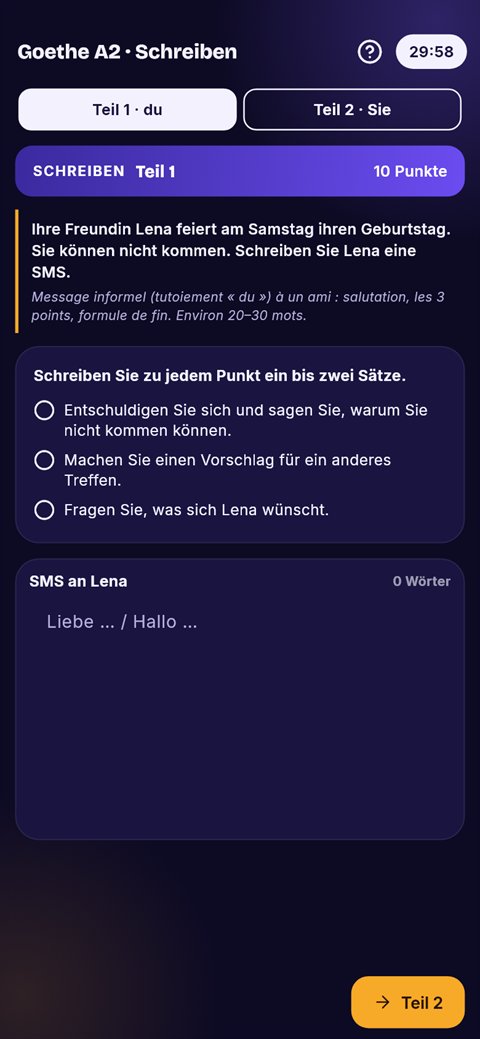 Goethe A2 · Schreiben
29:58
Teil 1 · du
Teil 2 · Sie
SCHREIBEN Teil 1
10 Punkte
Ihre Freundin Lena feiert am Samstag ihren Geburtstag.
Sie können nicht kommen. Schreiben Sie Lena eine
SMS.
Message informel (tutoiement « du ») à un ami : salutation, les 3
points, formule de fin. Environ 20–30 mots.
Schreiben Sie zu jedem Punkt ein bis zwei Sätze.
Entschuldigen Sie sich und sagen Sie, warum Sie
nicht kommen können.
Machen Sie einen Vorschlag für ein anderes
Treffen.
Fragen Sie, was sich Lena wünscht.
SMS an Lena
0 Wörter
Liebe ... / Hallo ...
Teil 2